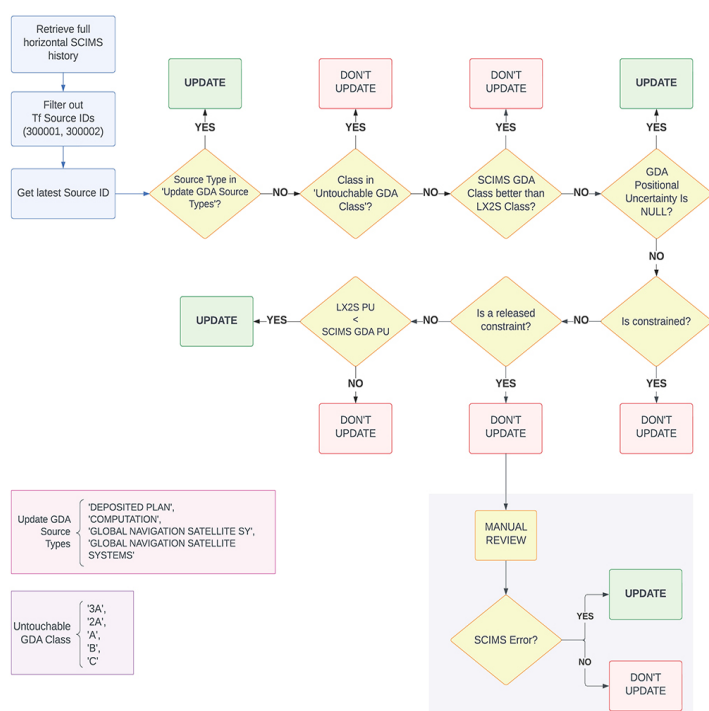 Retrieve full
horizontal SCIMS
history
Filter out
Tf Source IDs
(300001, 300002)
Get latest Source ID
UPDATE
DON'T
UPDATE
DON'T
UPDATE
UPDATE
YES
YES
YES
YES
Source Type in
'Update GDA Source
Types'?
NO
Class in
'Untouchable GDA
Class'?
NO
SCIMS GDA
Class better than
LX2S Class?
NO
GDA
Positional
Uncertainty Is
NULL?
NO
UPDATE
YES
LX2S PU
<
SCIMS GDA PU
NO
Is a released
constraint?
NO
Is constrained?
NO
YES
YES
DON'T
UPDATE
DON'T
UPDATE
DON'T
UPDATE
Update GDA
Source
Types
'DEPOSITED PLAN',
'COMPUTATION',
'GLOBAL NAVIGATION SATELLITE SY',
'GLOBAL NAVIGATION SATELLITE
SYSTEMS'
Untouchable
GDA Class
'3A',
'2A',
'A',
'B',
'C'
MANUAL
REVIEW
SCIMS Error?
YES
UPDATE
NO
DON'T
UPDATE